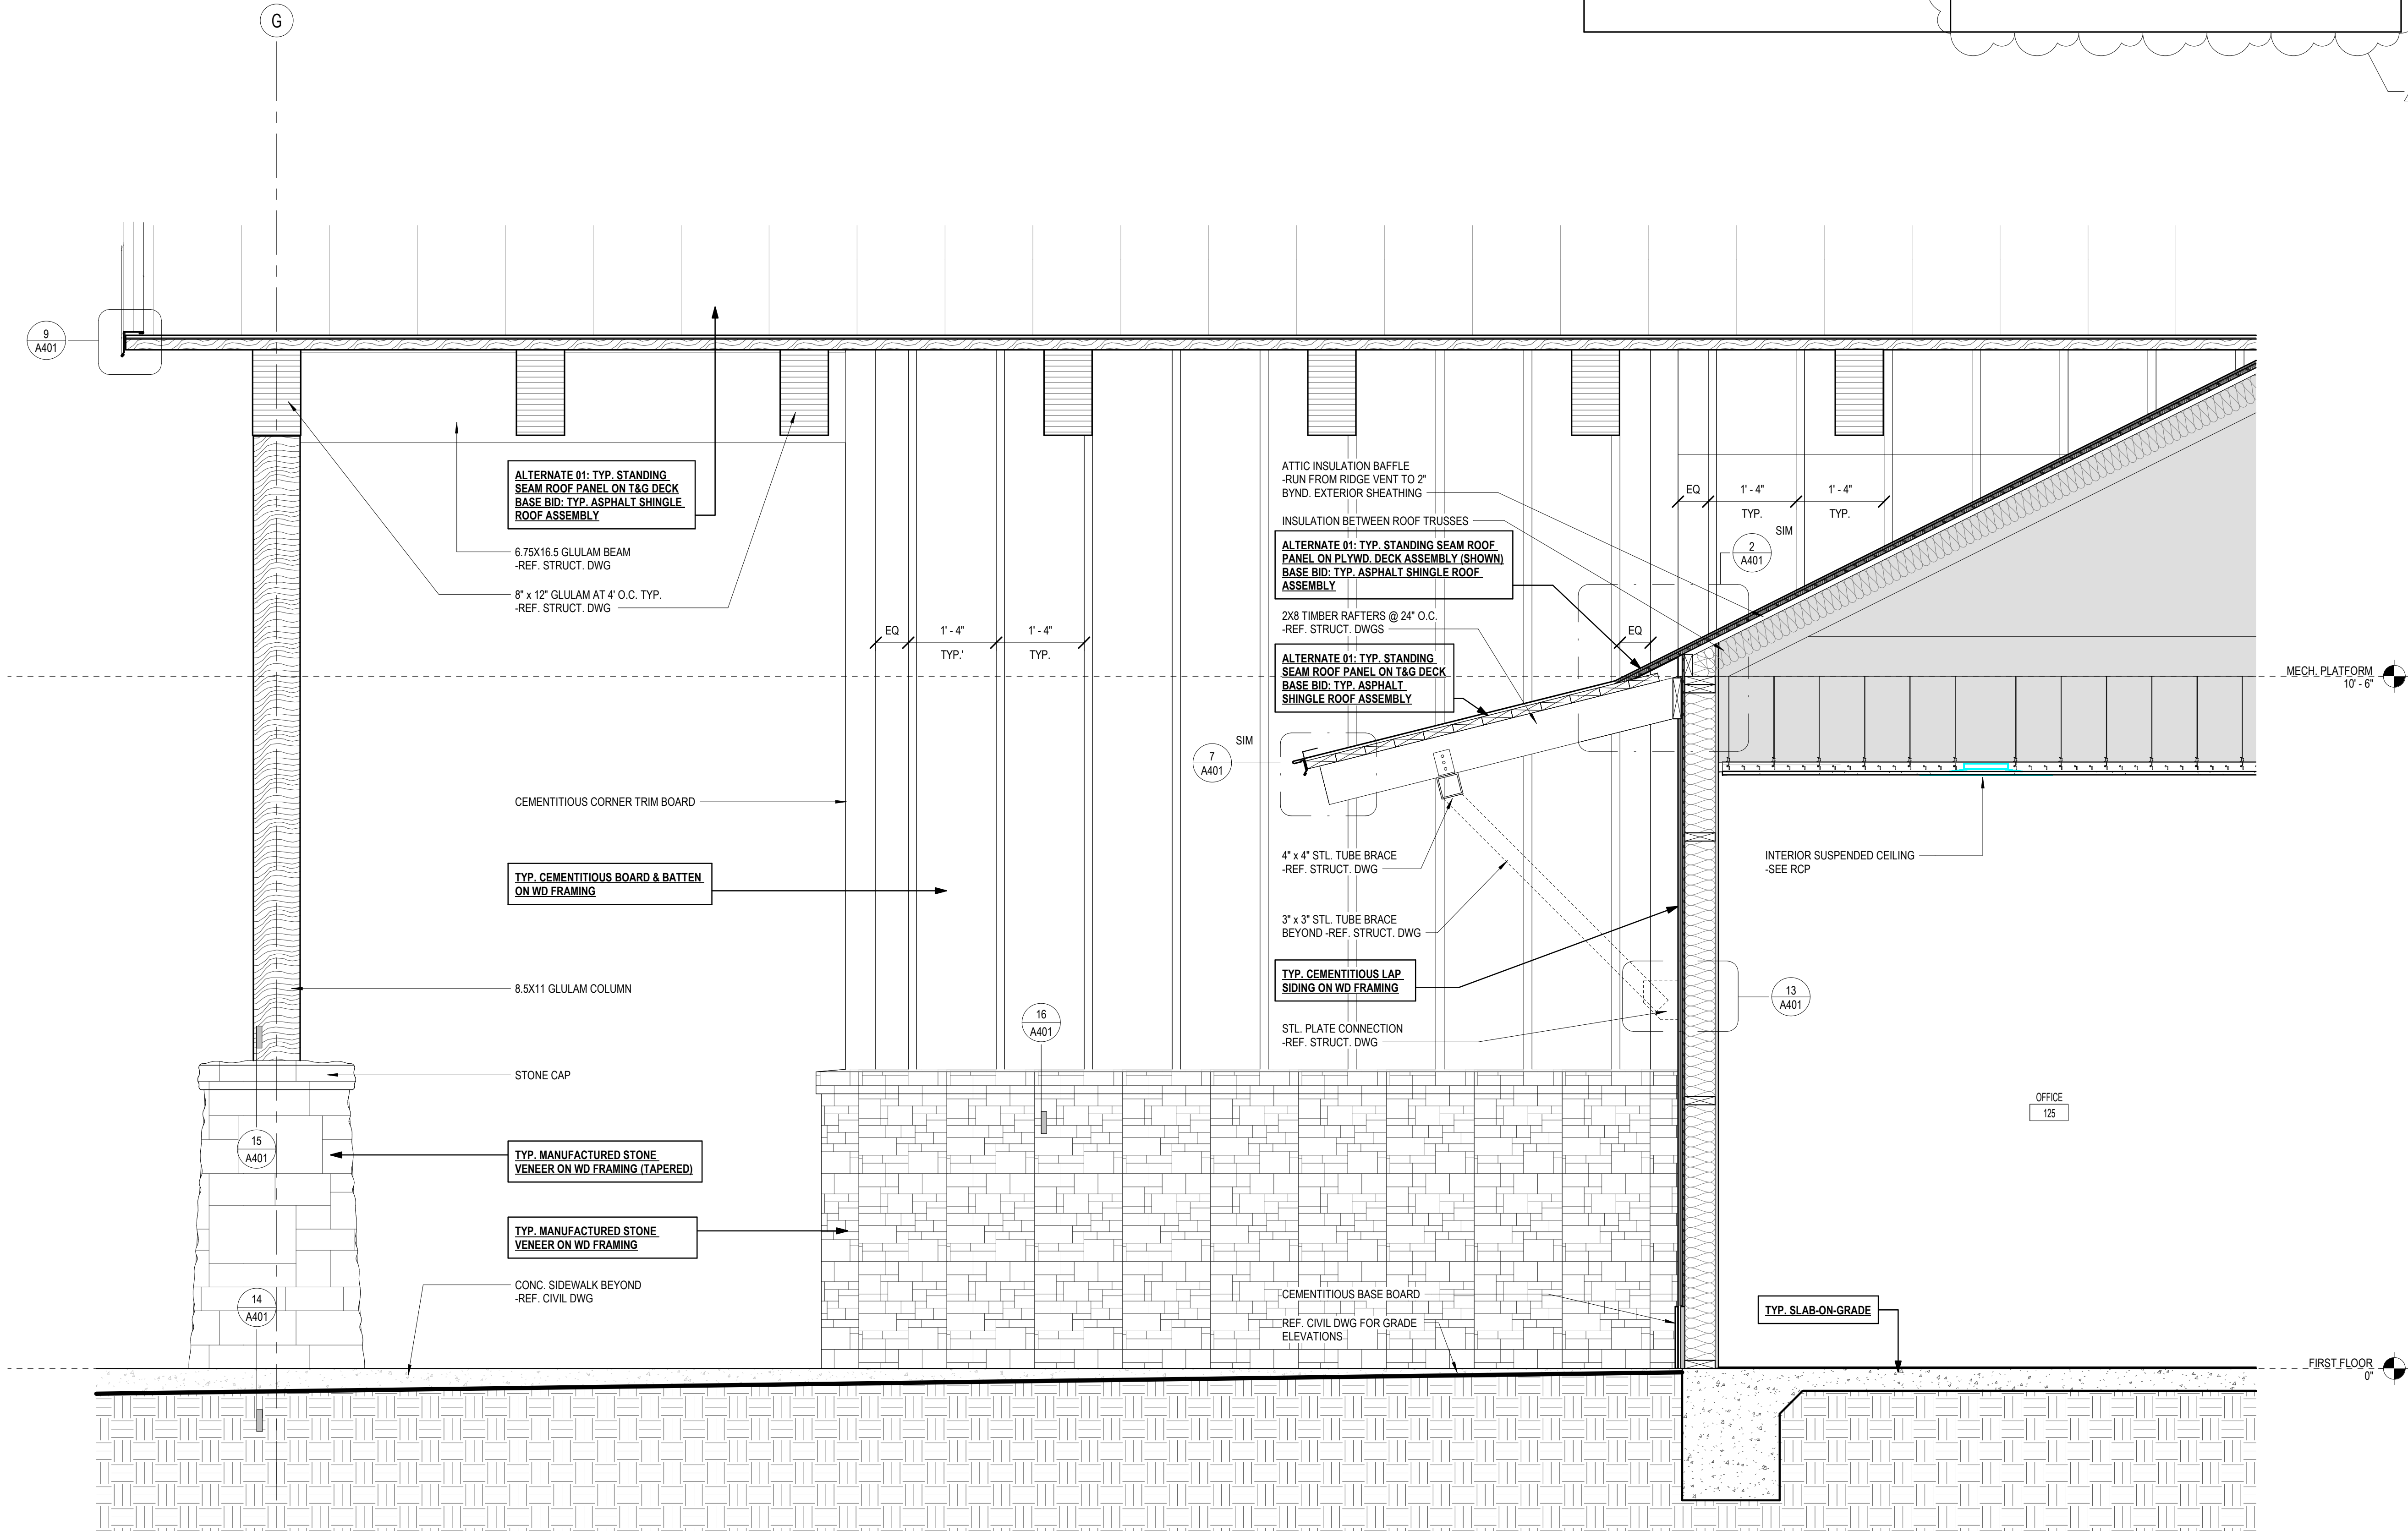 G
9
A401
ALTERNATE 01: TYP. STANDING
SEAM ROOF PANEL ON T&G DECK
BASE BID: TYP. ASPHALT SHINGLE
ROOF ASSEMBLY
6.75X16.5 GLULAM BEAM
-REF. STRUCT. DWG
8" x 12" GLULAM AT 4' O.C. TYP.
-REF. STRUCT. DWG
EQ
1' - 4"
TYP.'
1' - 4"
TYP.
CEMENTITIOUS CORNER TRIM BOARD
TYP. CEMENTITIOUS BOARD & BATTEN
ON WD FRAMING
8.5X11 GLULAM COLUMN
STONE CAP
15
A401
TYP. MANUFACTURED STONE
VENEER ON WD FRAMING (TAPERED)
TYP. MANUFACTURED STONE
VENEER ON WD FRAMING
CONC. SIDEWALK BEYOND
-REF. CIVIL DWG
14
A401
16
A401
ATTIC INSULATION BAFFLE
-RUN FROM RIDGE VENT TO 2"
BYND. EXTERIOR SHEATHING
INSULATION BETWEEN ROOF TRUSSES
ALTERNATE 01: TYP. STANDING SEAM ROOF
PANEL ON PLYWD. DECK ASSEMBLY (SHOWN)
BASE BID: TYP. ASPHALT SHINGLE ROOF
ASSEMBLY
2X8 TIMBER RAFTERS @ 24" O.C.
-REF. STRUCT. DWGS
EQ
ALTERNATE 01: TYP. STANDING
SEAM ROOF PANEL ON T&G DECK
BASE BID: TYP. ASPHALT
SHINGLE ROOF ASSEMBLY
SIM
7
A401
4" x 4" STL. TUBE BRACE
-REF. STRUCT. DWG
3" x 3" STL. TUBE BRACE
BEYOND -REF. STRUCT. DWG
TYP. CEMENTITIOUS LAP
SIDING ON WD FRAMING
STL. PLATE CONNECTION
-REF. STRUCT. DWG
CEMENTITIOUS BASE BOARD
REF. CIVIL DWG FOR GRADE
ELEVATIONS
EQ
1' - 4"
TYP.
1' - 4"
TYP.
SIM
2
A401
MECH. PLATFORM
10' - 6"
INTERIOR SUSPENDED CEILING
-SEE RCP
13
A401
OFFICE
125
TYP. SLAB-ON-GRADE
FIRST FLOOR
0"